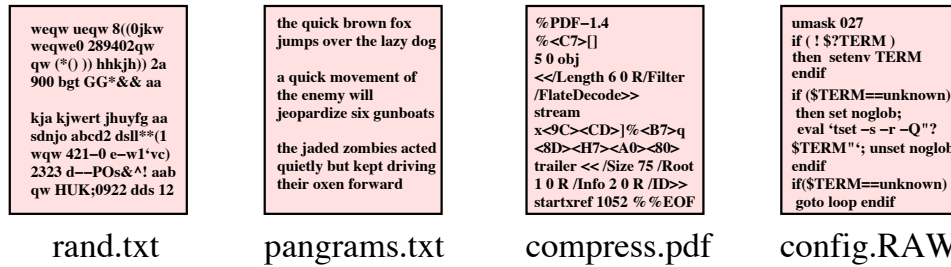 weqw ueqw 8((0jkw
weqwe0 289402qw
qw (*() )) hhkjh)) 2a
900 bgt GG*&& aa
kja kjwert jhuyfg aa
sdnjo abcd2 dsll**(1
wqw 421−0 e−w1‘vc)
2323 d−−POs&^! aab
qw HUK;0922 dds 12
rand.txt
the quick brown fox
jumps over the lazy dog
a quick movement of
the enemy will
jeopardize six gunboats
the jaded zombies acted
quietly but kept driving
their oxen forward
pangrams.txt
%PDF−1.4
%<C7>[]
5 0 obj
<</Length 6 0 R/Filter
/FlateDecode>>
stream
x<9C><CD>]%<B7>q
<8D><H7><A0><80>
trailer << /Size 75 /Root
1 0 R /Info 2 0 R /ID>>
startxref 1052 %%EOF
compress.pdf
umask 027
if ( ! $?TERM )
then setenv TERM
endif
if ($TERM==unknown)
then set noglob;
eval ‘tset −s −r −Q"?
$TERM"‘; unset noglob
endif
if($TERM==unknown)
goto loop endif
config.RAW